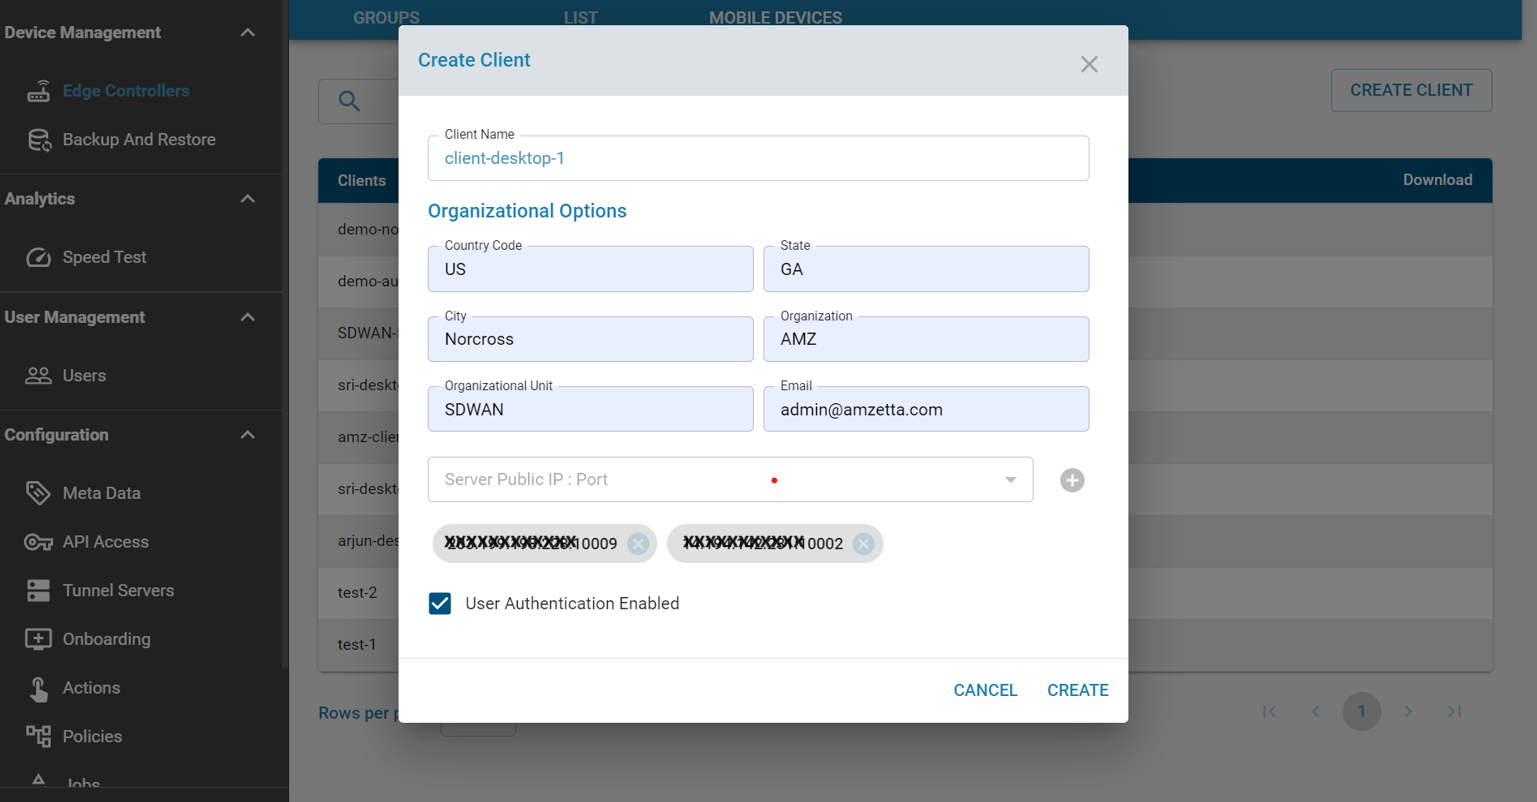 Device Management
Edge Controllers
Backup And Restore
Analytics
Speed Test
User Management
Users
Configuration
Meta Data
API Access
Tunnel Servers
Onboarding
Actions
Policies
Jobs
GROUPS LIST MOBILE DEVICES
CREATE CLIENT
Clients Download
demo-no
demo-au
SDWAN-
sri-deskt
amz-clie
sri-deskt
arjun-des
test-2
test-1
Rows per p
1
Create Client
Client Name
client-desktop-1
Organizational Options
Country Code State
US GA
City Organization
Norcross AMZ
Organizational Unit Email
SDWAN admin@amzetta.com
Server Public IP : Port
10009 10002
User Authentication Enabled
CANCEL CREATE